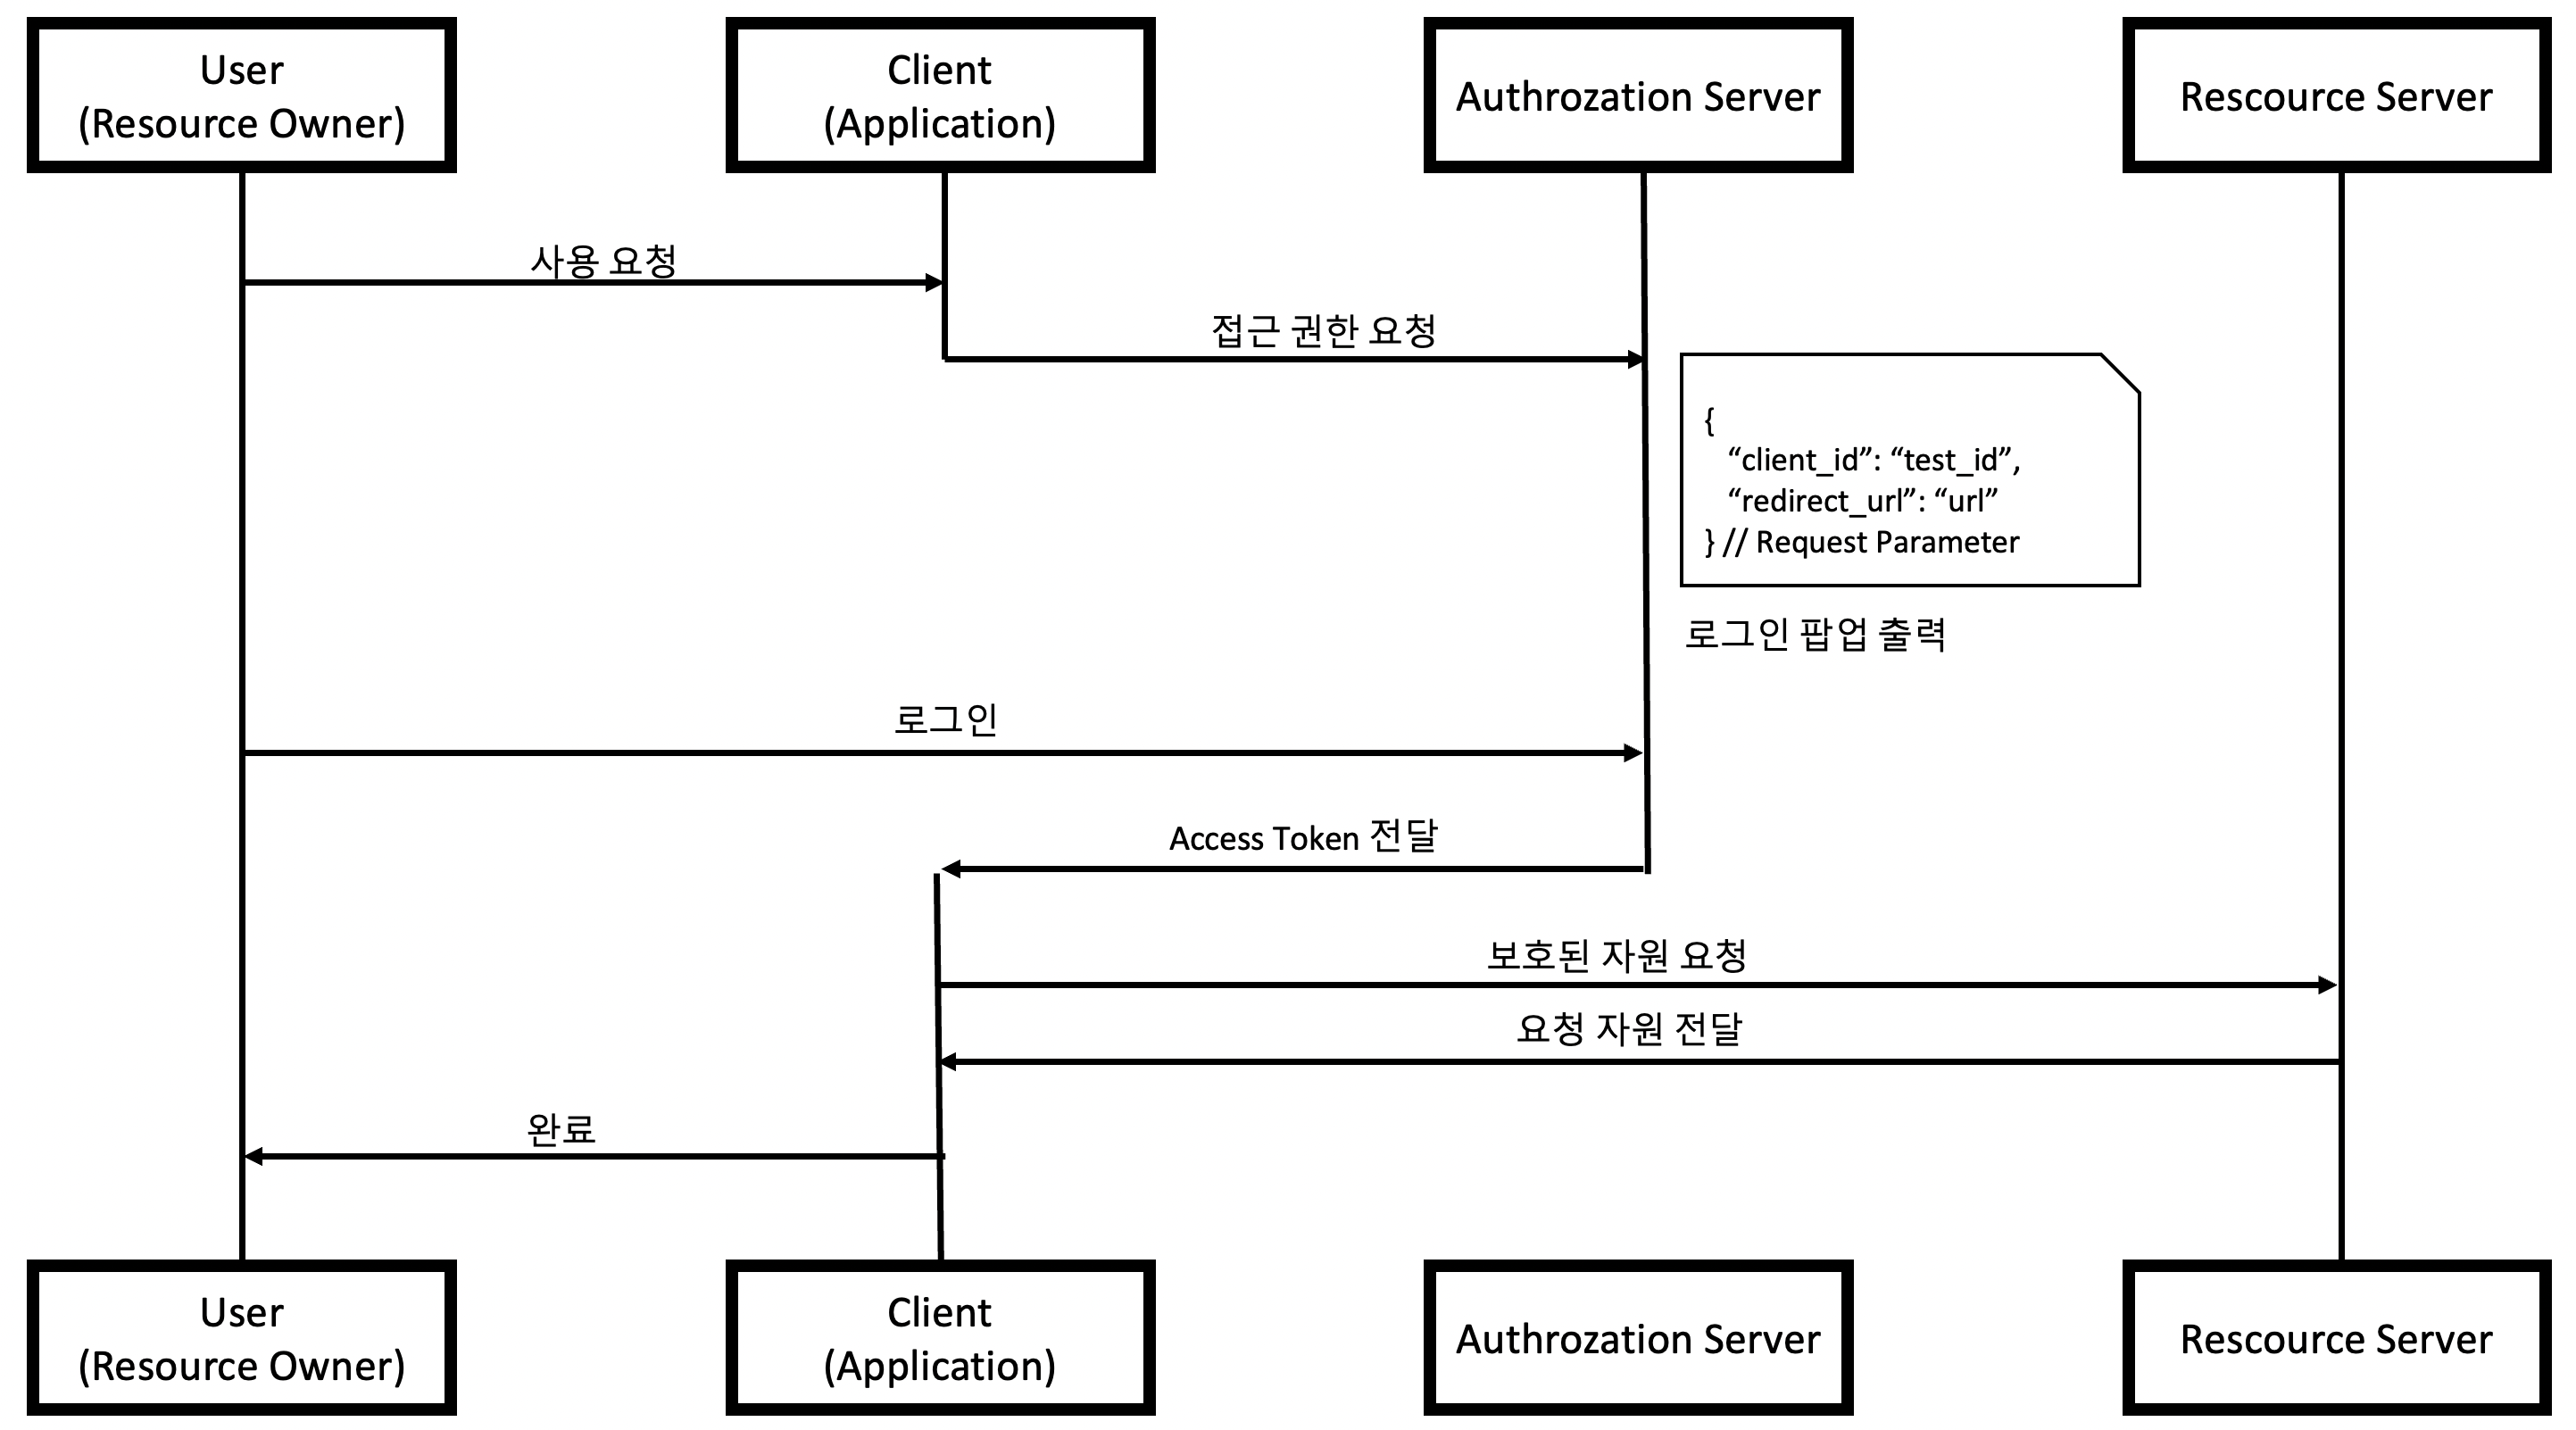 User
(Resource Owner)
Client
(Application)
Authrozation Server
Rescource Server
사용 요청
접근 권한 요청
{
“client_id”: “test_id”,
“redirect_url”: “url”
} // Request Parameter
로그인 팝업 출력
로그인
Access Token 전달
보호된 자원 요청
요청 자원 전달
완료
User
(Resource Owner)
Client
(Application)
Authrozation Server
Rescource Server